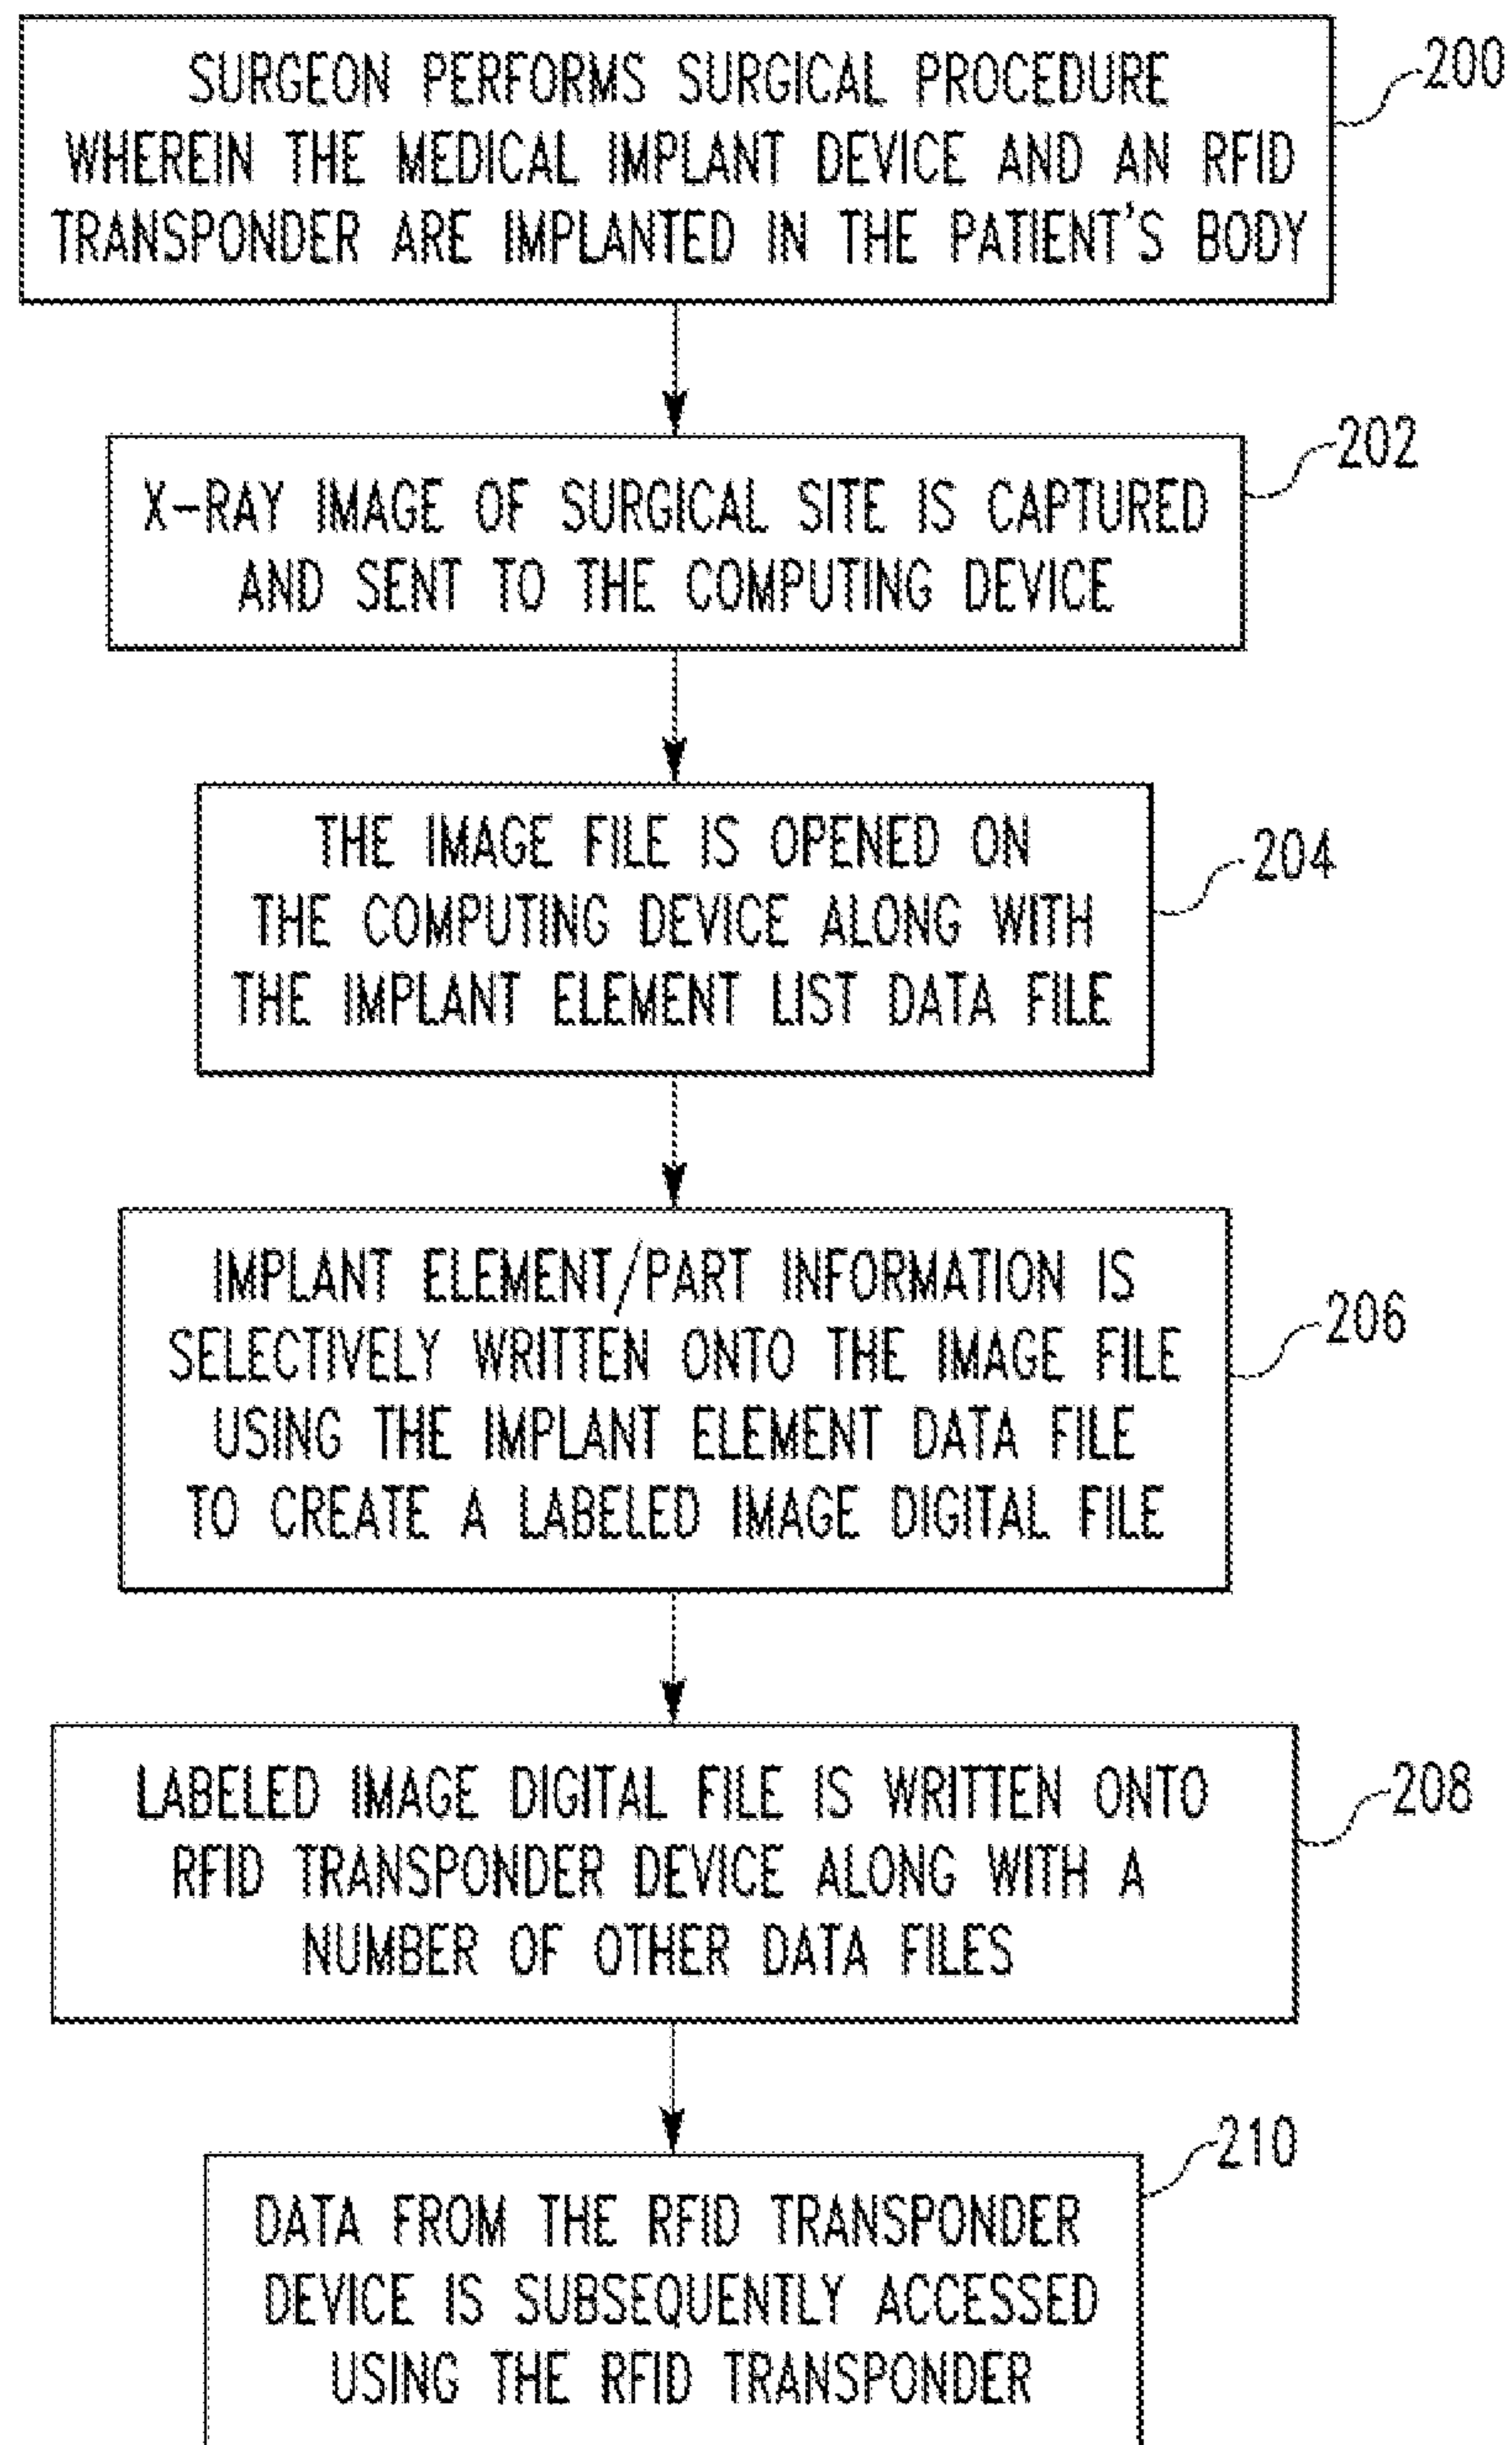 SURGEON PERFORMS SURGICAL PROCEDURE
WHEREIN THE MEDICAL IMPLANT DEVICE AND AN RFID
TRANSPONDER ARE IMPLANTED IN THE PATIENT'S BODY
200
X-RAY IMAGE OF SURGICAL SITE IS CAPTURED
AND SENT TO THE COMPUTING DEVICE
202
THE IMAGE FILE IS OPENED ON
THE COMPUTING DEVICE ALONG WITH
THE IMPLANT ELEMENT LIST DATA FILE
204
IMPLANT ELEMENT/PART INFORMATION IS
SELECTIVELY WRITTEN ONTO THE IMAGE FILE
USING THE IMPLANT ELEMENT DATA FILE
TO CREATE A LABELED IMAGE DIGITAL FILE
206
LABELED IMAGE DIGITAL FILE IS WRITTEN ONTO
RFID TRANSPONDER DEVICE ALONG WITH A
NUMBER OF OTHER DATA FILES
208
DATA FROM THE RFID TRANSPONDER
DEVICE IS SUBSEQUENTLY ACCESSED
USING THE RFID TRANSPONDER
210